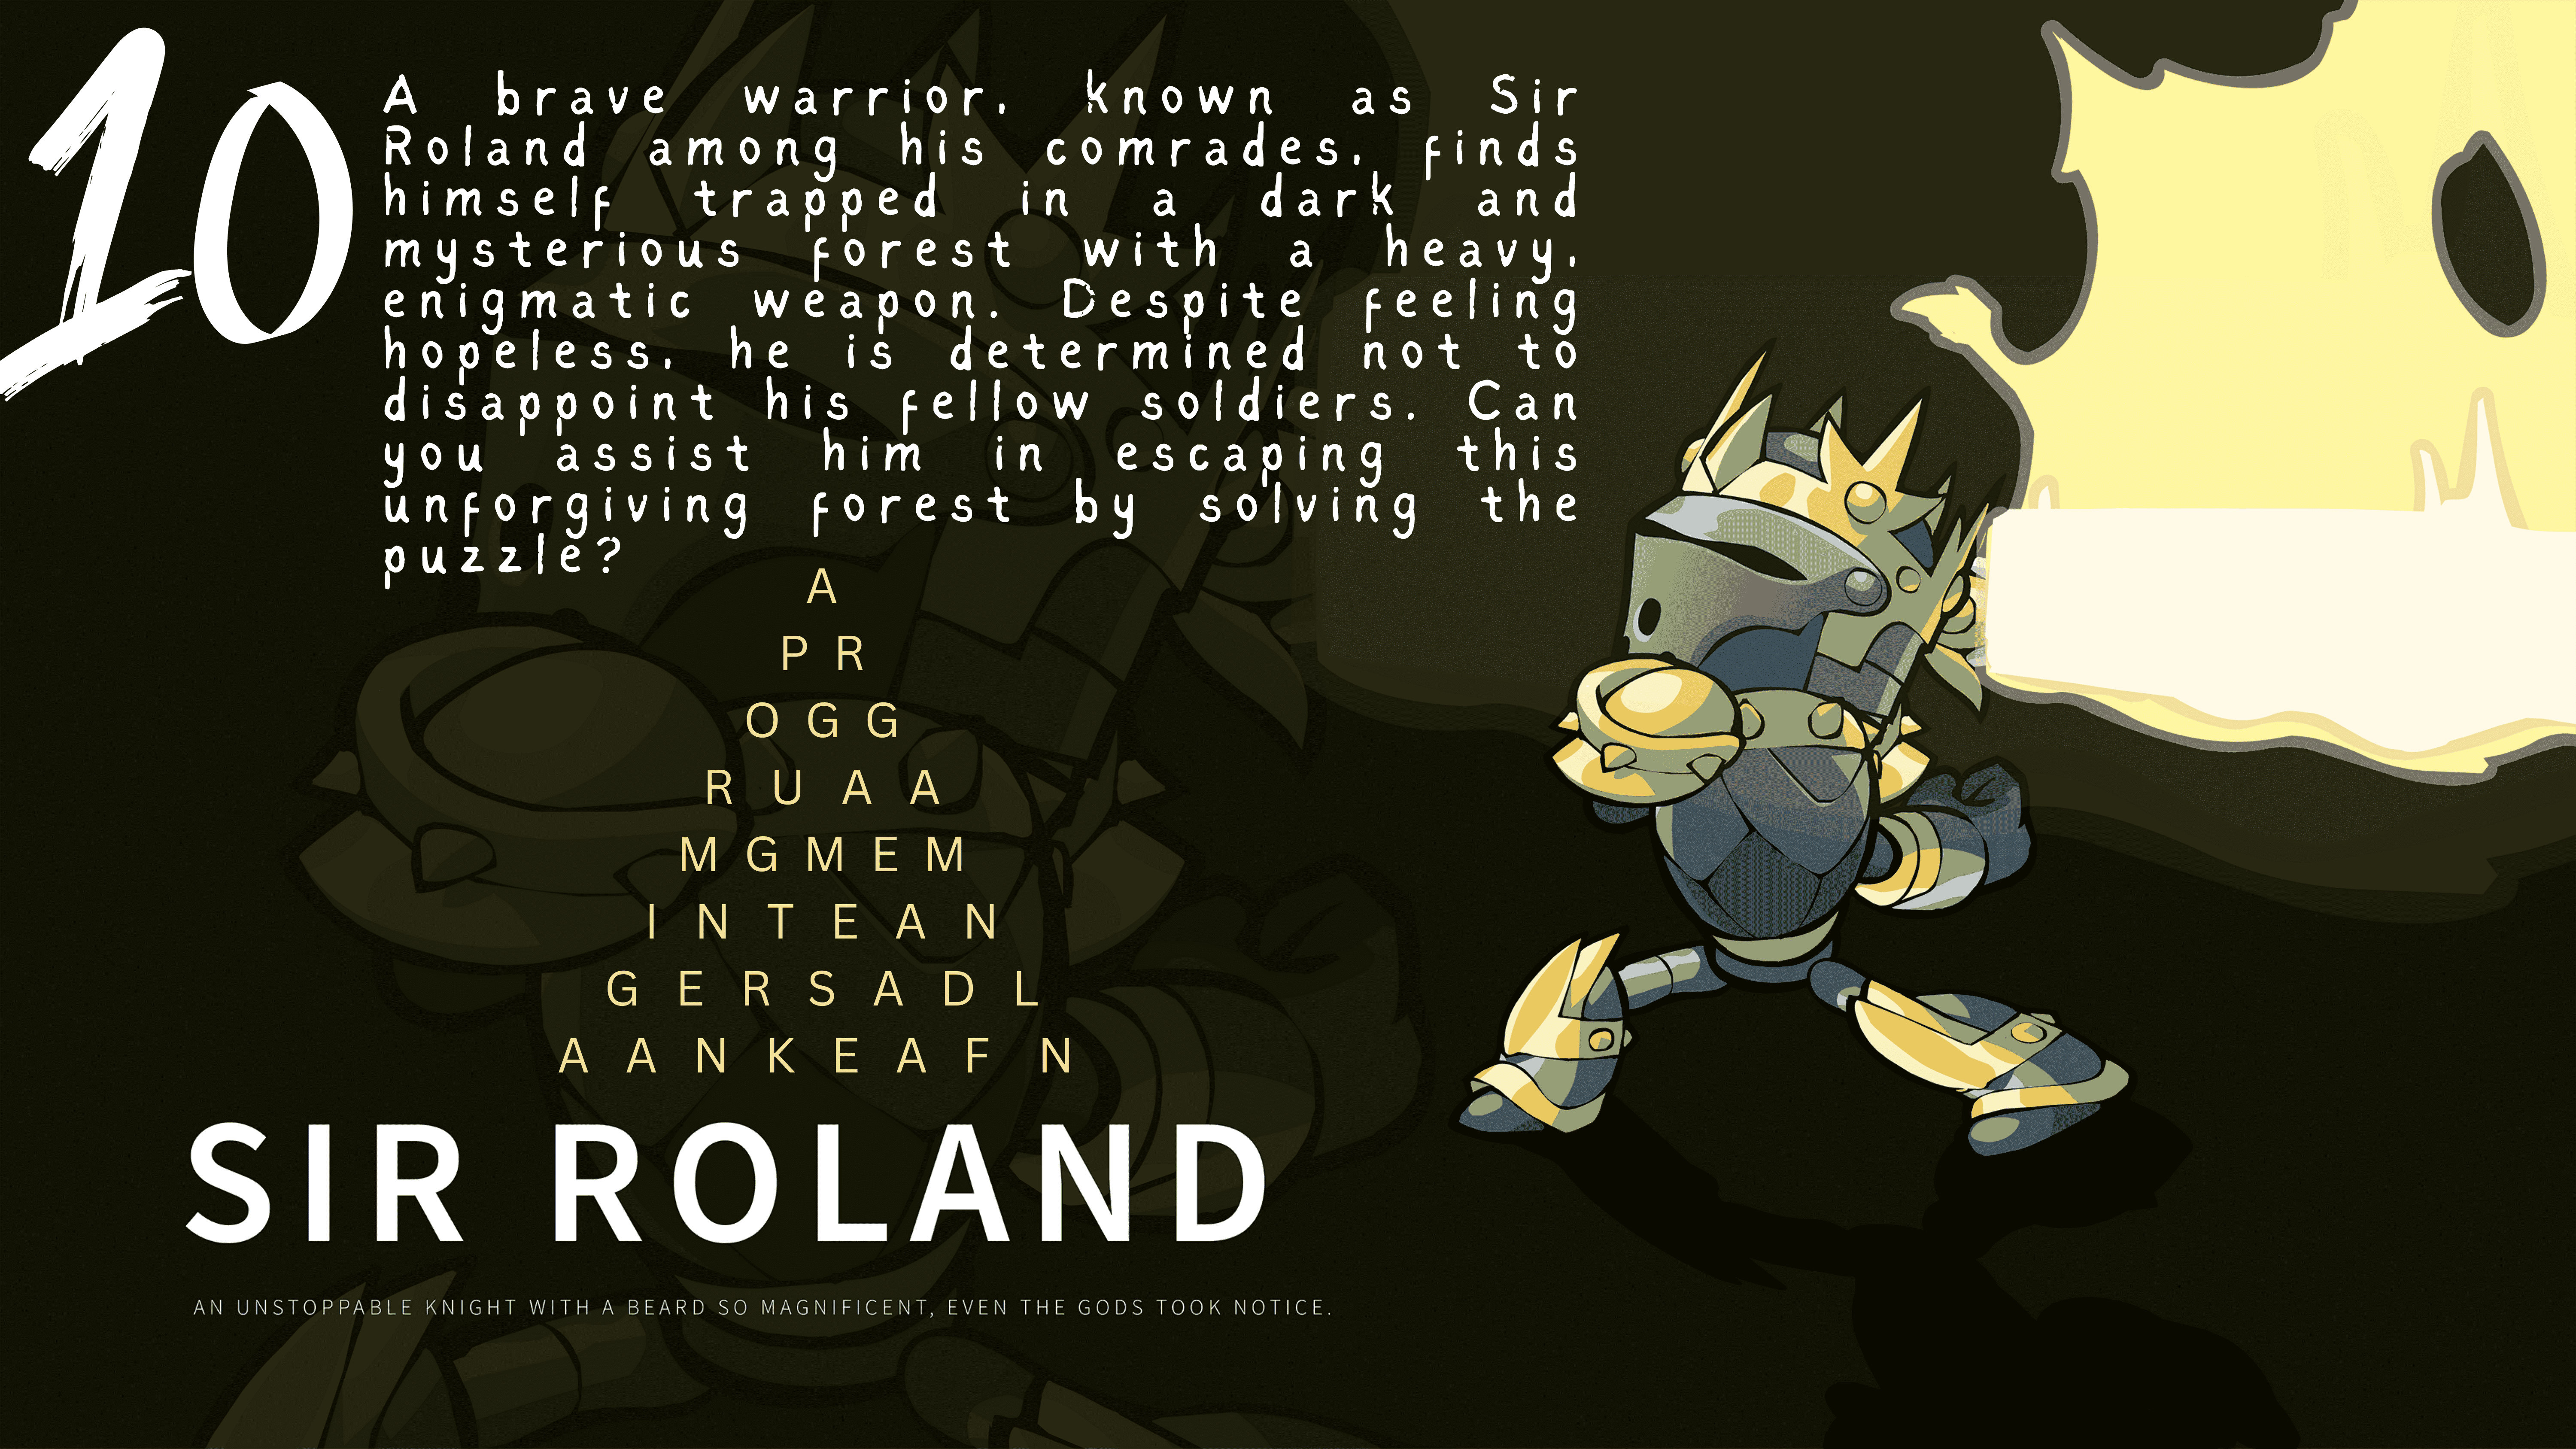 10
A brave warrior, known as Sir
Roland among his comrades, finds
himself trapped in a dark and
mysterious forest with a heavy,
enigmatic weapon. Despite feeling
hopeless, he is determined not to
disappoint his fellow soldiers. Can
you assist him in escaping this
unforgiving forest by solving the
puzzle?
A
P R
O G G
R U A A
M G M E M
I N T E A N
G E R S A D L
A A N K E A F N
SIR ROLAND
AN UNSTOPPABLE KNIGHT WITH A BEARD SO MAGNIFICENT, EVEN THE GODS TOOK NOTICE.